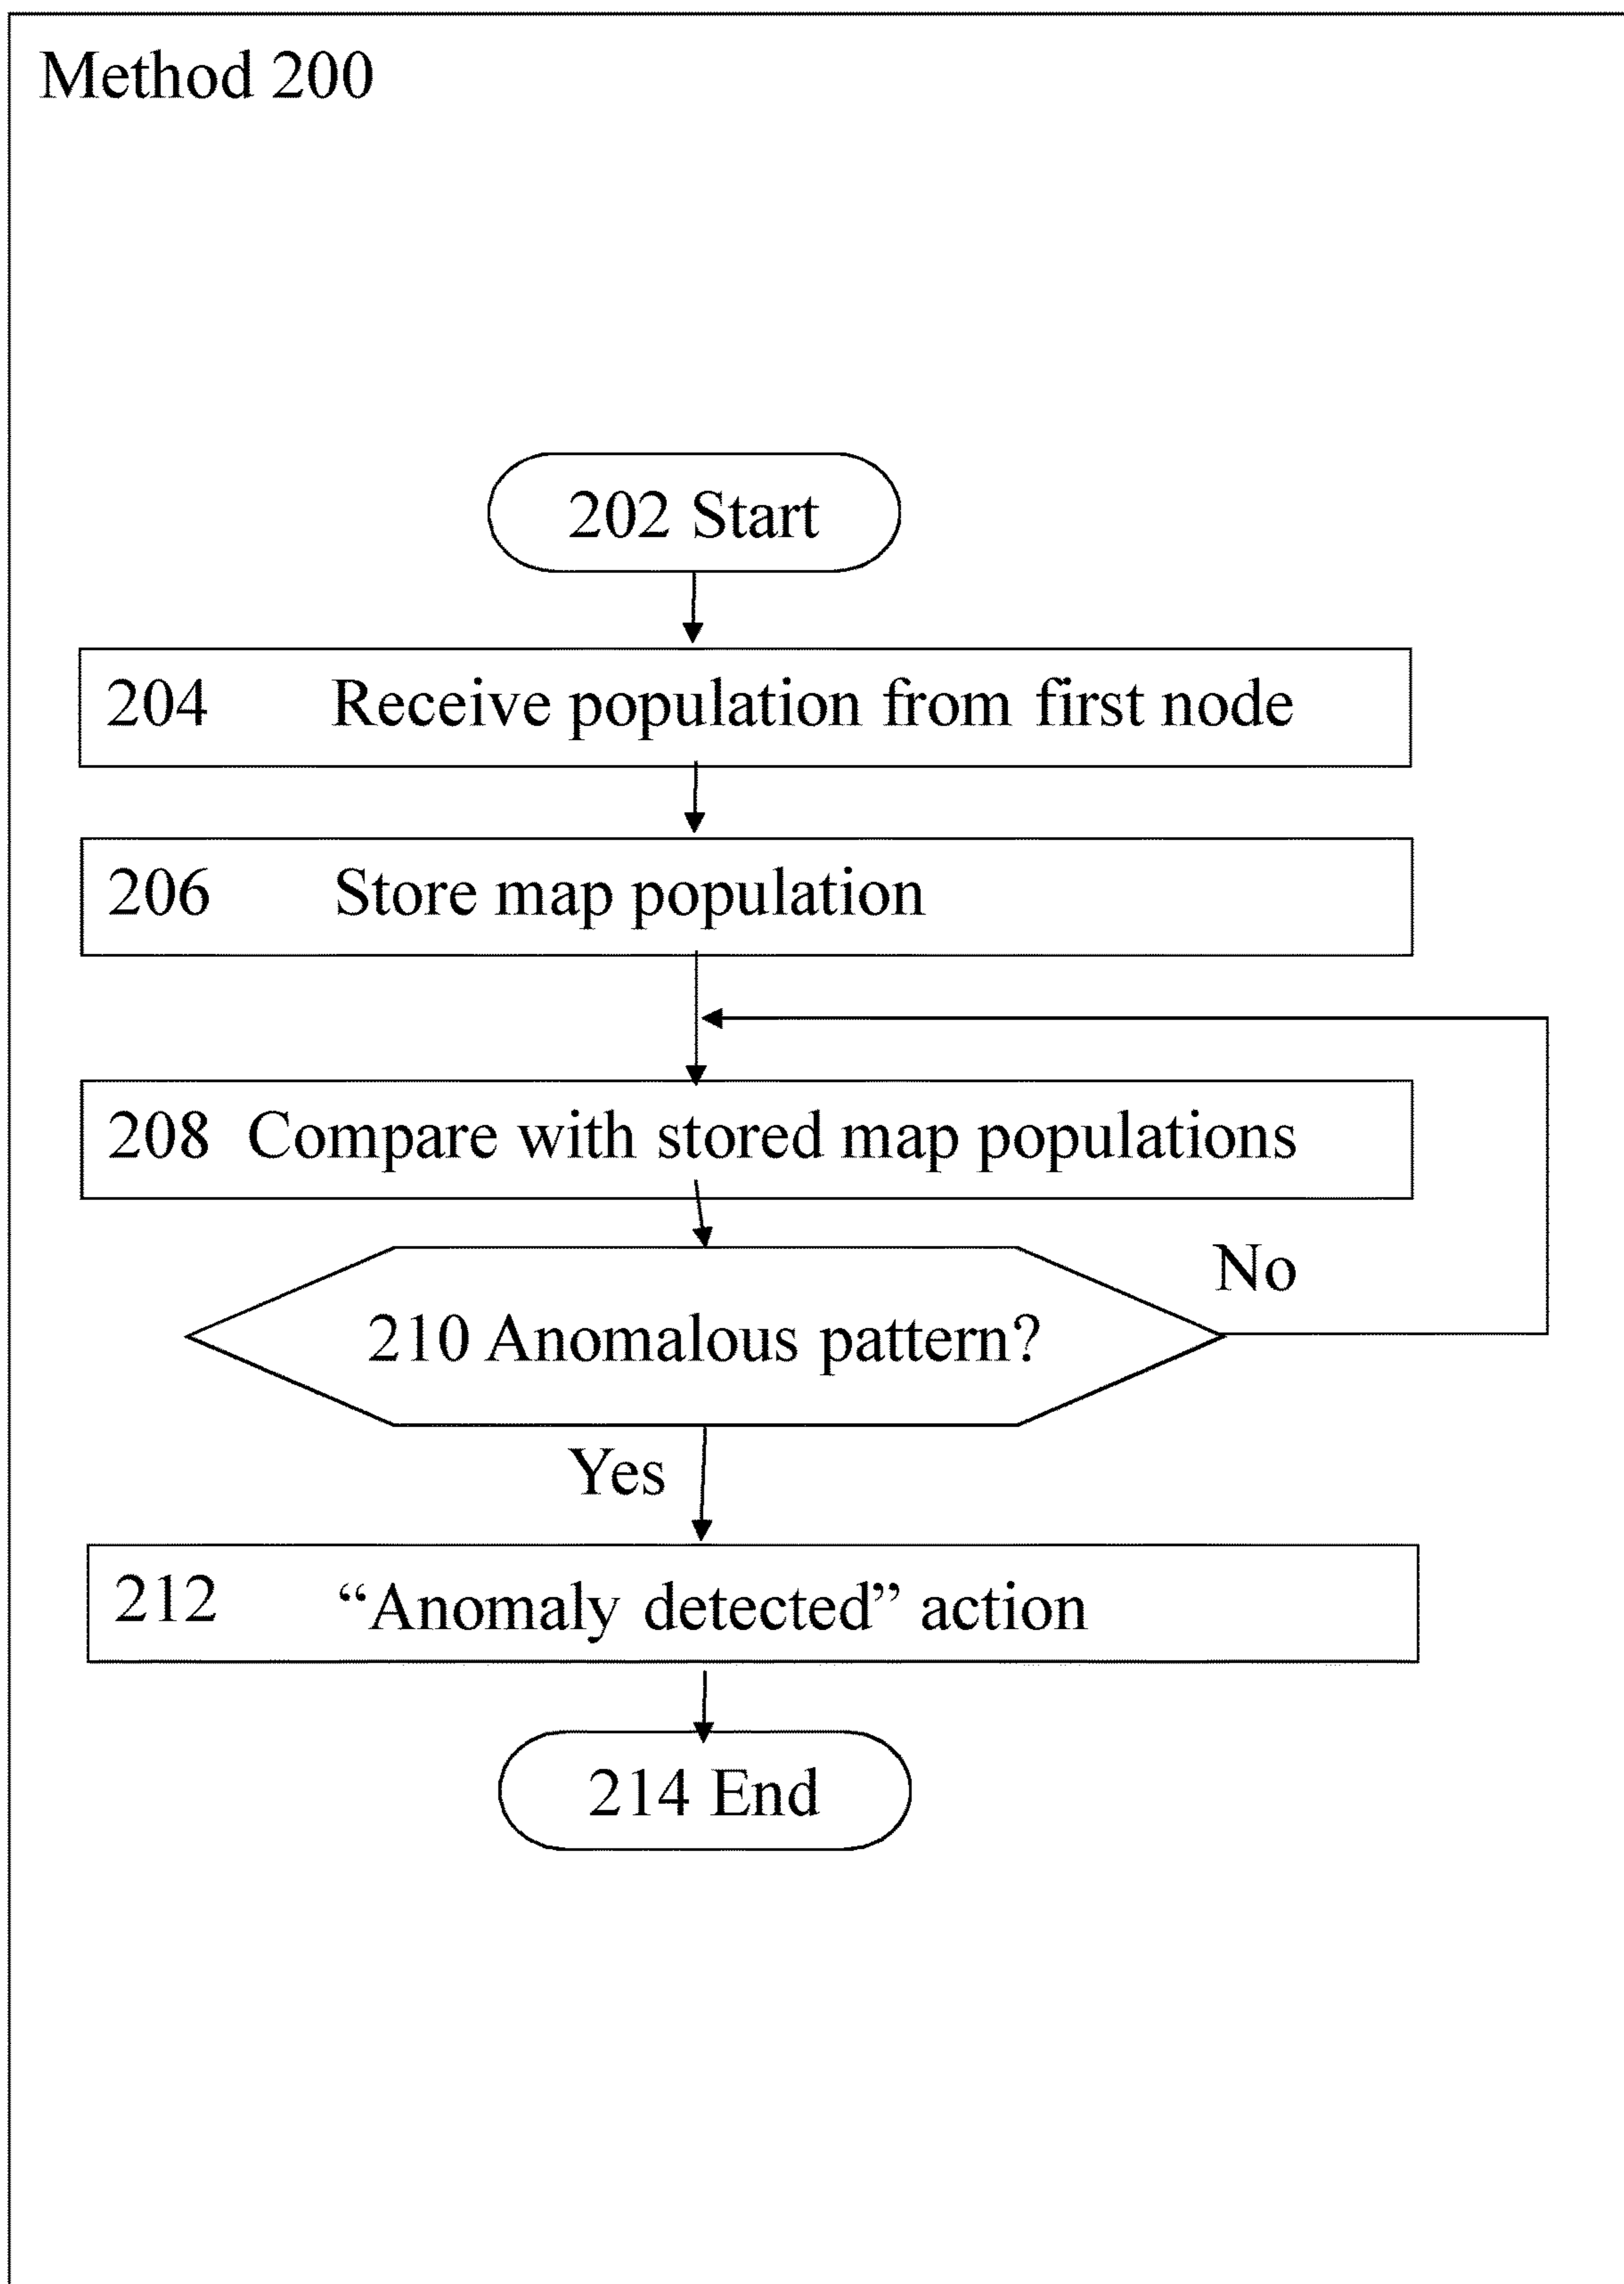 Method 200
202 Start
204 Receive population from first node
206 Store map population
208 Compare with stored map populations
No
210 Anomalous pattern?
Yes
212 “Anomaly detected” action
214 End